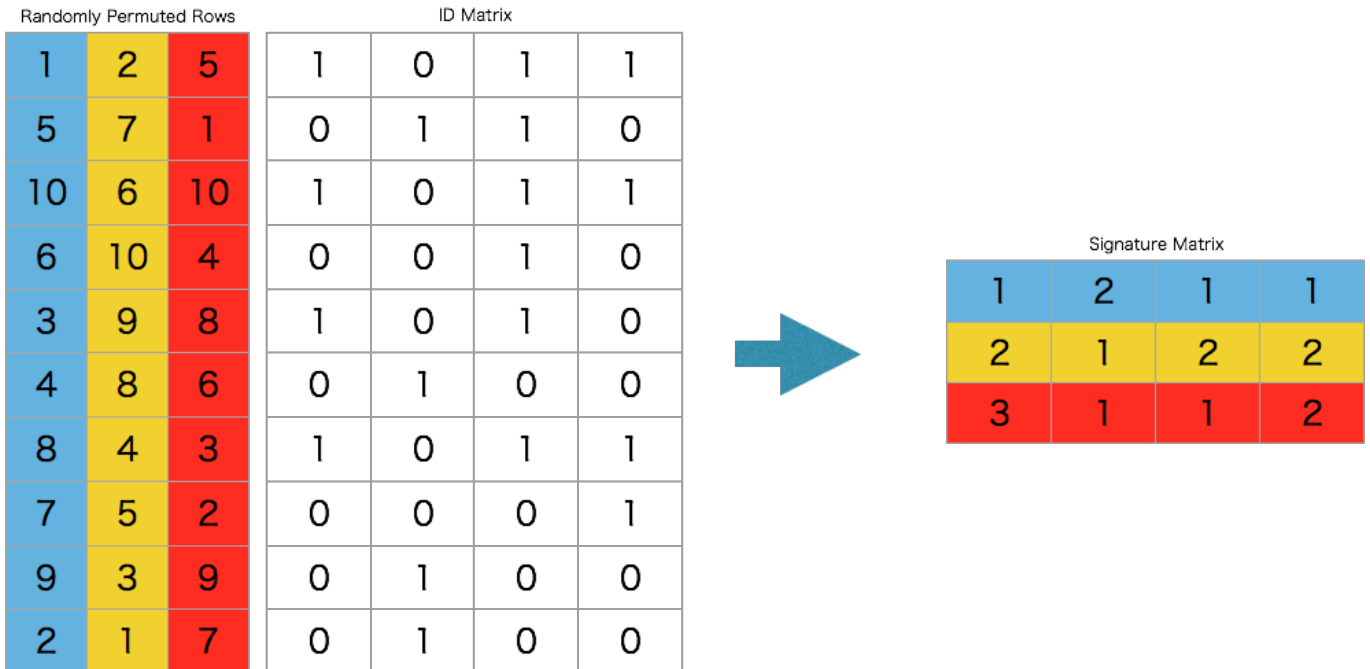 Randomly Permuted Rows ID Matrix
1 2 5 1 0 1 1
5 7 1 0 1 1 0
10 6 10 1 0 1 1
6 10 4 0 0 1 0
3 9 8 1 0 1 0
4 8 6 0 1 0 0
8 4 3 1 0 1 1
7 5 2 0 0 0 1
9 3 9 0 1 0 0
2 1 7 0 1 0 0
Signature Matrix
1 2 1 1
2 1 2 2
3 1 1 2